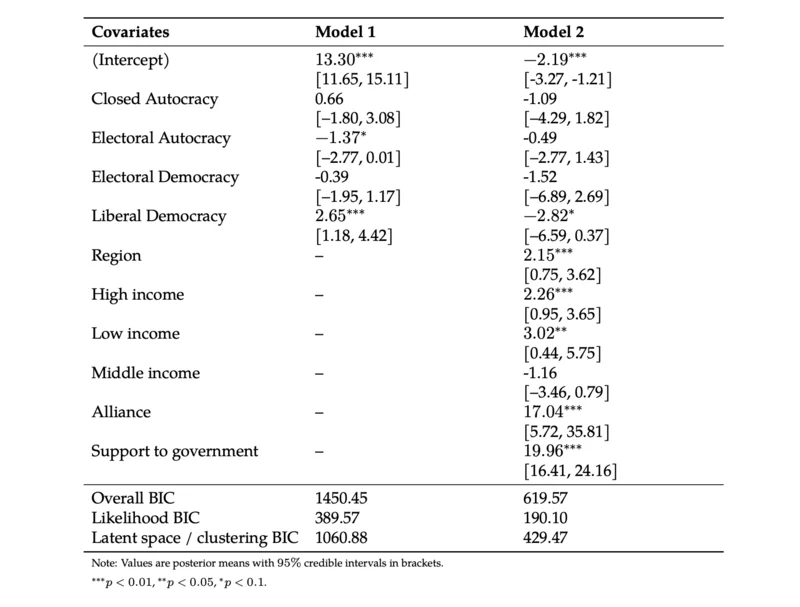 Covariates Model 1 Model 2
(Intercept) 13.30*** −2.19***
[11.65, 15.11] [-3.27, -1.21]
Closed Autocracy 0.66 -1.09
[–1.80, 3.08] [–4.29, 1.82]
Electoral Autocracy −1.37* -0.49
[–2.77, 0.01] [–2.77, 1.43]
Electoral Democracy -0.39 -1.52
[–1.95, 1.17] [–6.89, 2.69]
Liberal Democracy 2.65*** −2.82*
[1.18, 4.42] [–6.59, 0.37]
Region – 2.15***
[0.75, 3.62]
High income – 2.26***
[0.95, 3.65]
Low income – 3.02**
[0.44, 5.75]
Middle income – -1.16
[–3.46, 0.79]
Alliance – 17.04***
[5.72, 35.81]
Support to government – 19.96***
[16.41, 24.16]
Overall BIC 1450.45 619.57
Likelihood BIC 389.57 190.10
Latent space / clustering BIC 1060.88 429.47
Note: Values are posterior means with 95% credible intervals in brackets.
***p < 0.01, **p < 0.05, *p < 0.1.